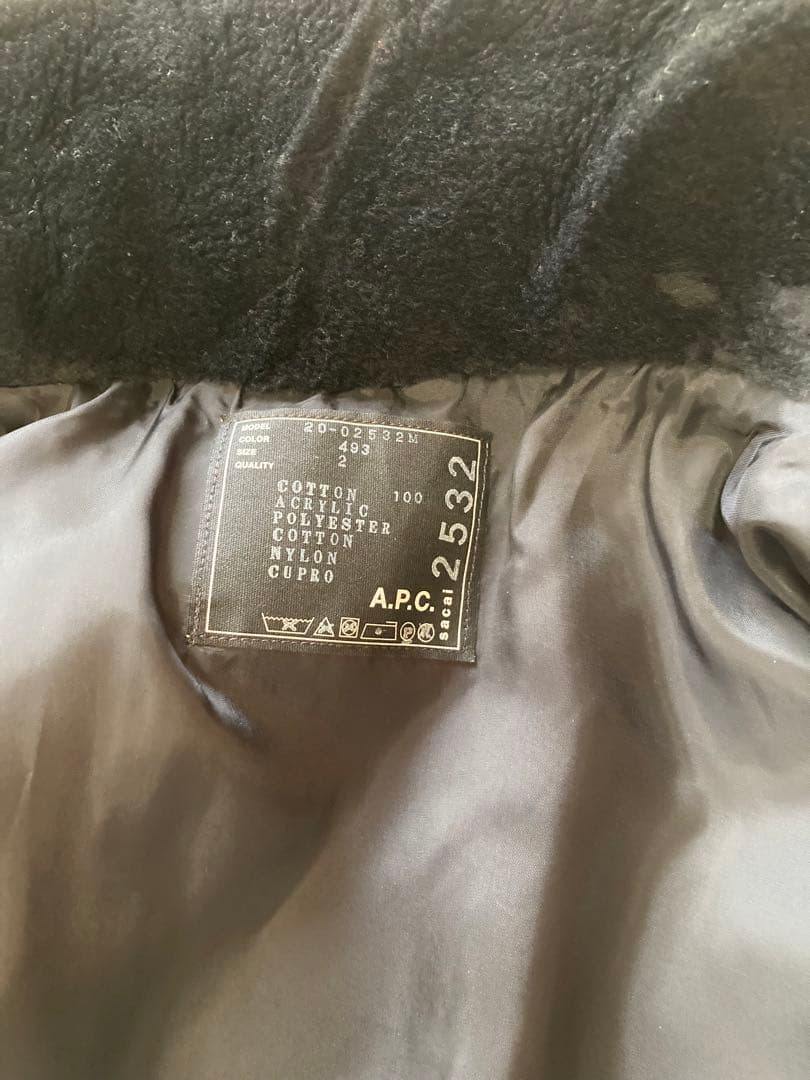 MODEL 20-02532M
COLOR 493
SIZE 2
QUALITY
COTTON 100
ACRYLIC
POLYESTER
COTTON
NYLON
CUPRO
A.P.C.
sacai 2532